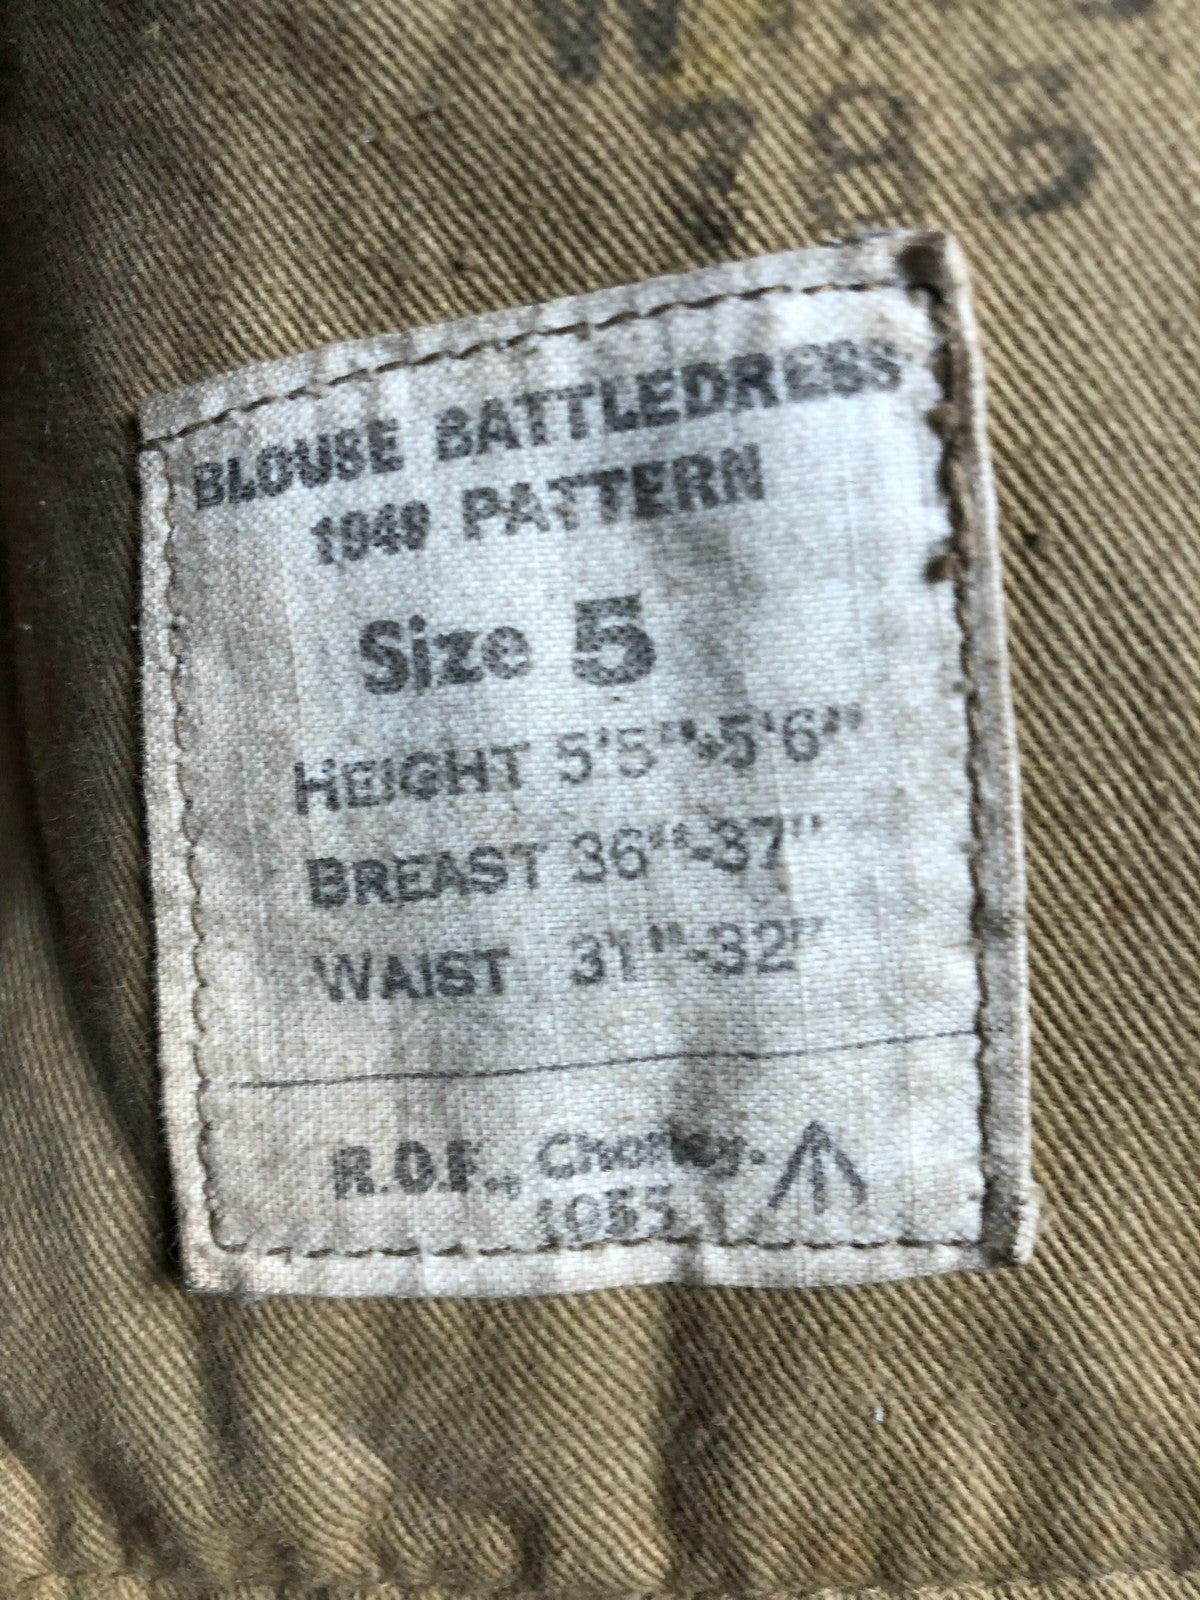 783
BLOUSE BATTLEDRESS
1949 PATTERN
Size 5
HEIGHT 5'5"-5'6"
BREAST 36"-37"
WAIST 31"-32"
R.O.F., Chorley.
1955